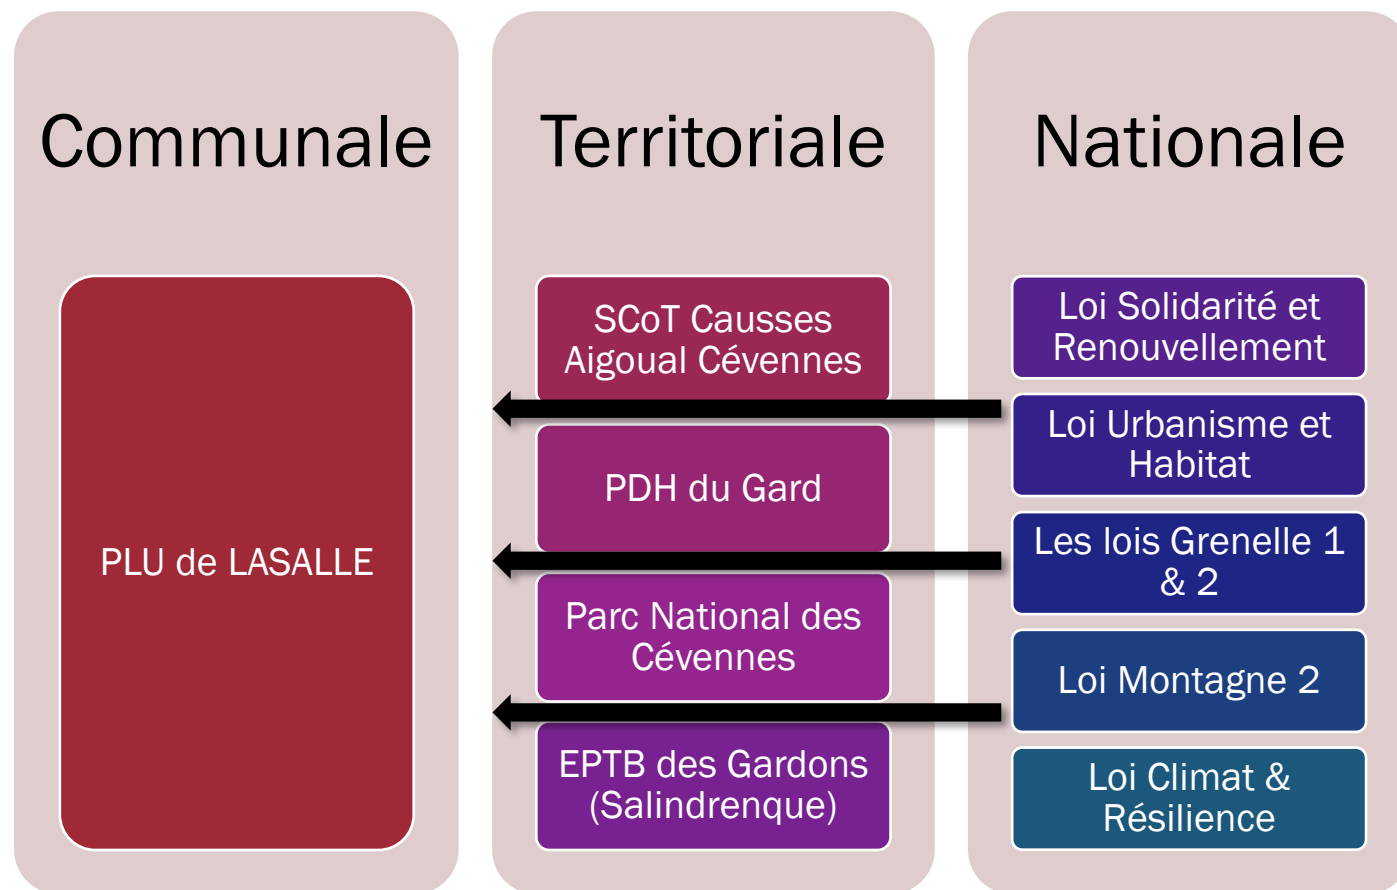 Communale
PLU de LASALLE
Territoriale
SCoT Causses
Aigoual Cévennes
PDH du Gard
Parc National des
Cévennes
EPTB des Gardons
(Salindrenque)
Nationale
Loi Solidarité et
Renouvellement
Loi Urbanisme et
Habitat
Les lois Grenelle 1
& 2
Loi Montagne 2
Loi Climat &
Résilience